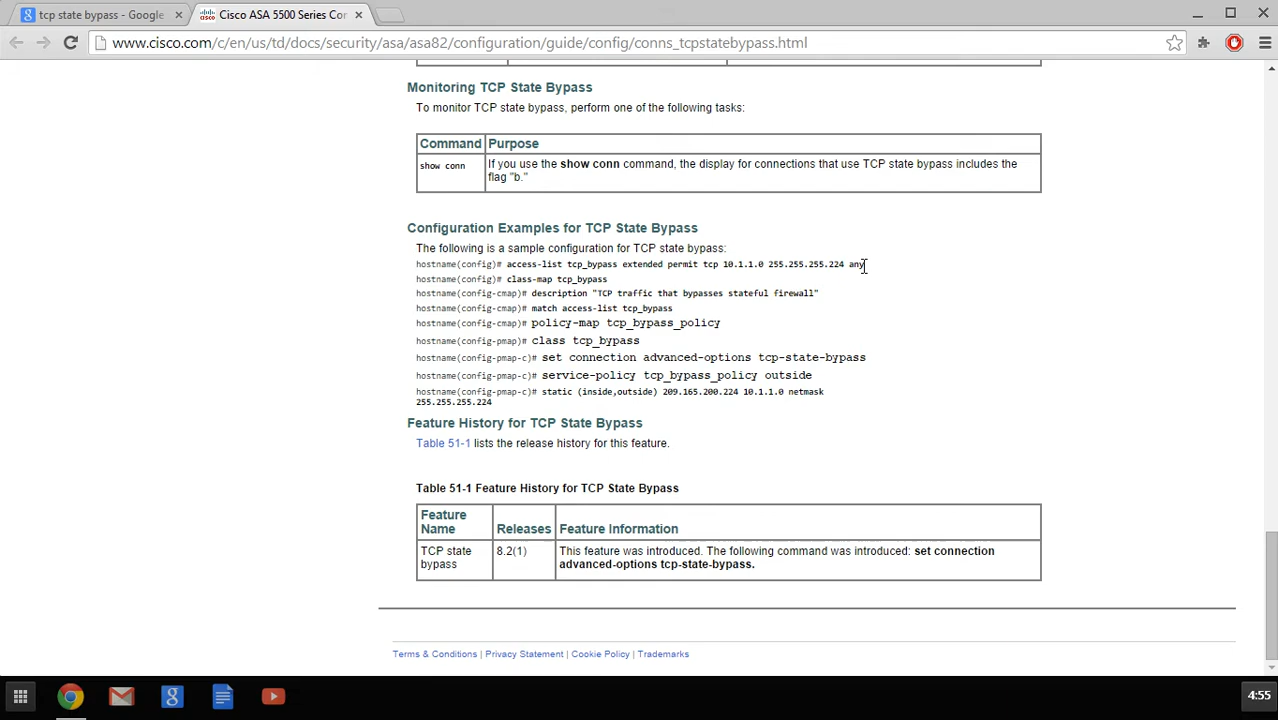 tcp state bypass - Google
Cisco ASA 5500 Series Cor
www.cisco.com/c/en/us/td/docs/security/asa/asa82/configuration/guide/config/conns_tcpstatebypass.html
Monitoring TCP State Bypass
To monitor TCP state bypass, perform one of the following tasks:
Command Purpose
show conn If you use the show conn command, the display for connections that use TCP state bypass includes the
flag "b."
Configuration Examples for TCP State Bypass
The following is a sample configuration for TCP state bypass:
hostname(config)# access-list tcp_bypass extended permit tcp 10.1.1.0 255.255.255.224 any
hostname(config)# class-map tcp_bypass
hostname(config-cmap)# description "TCP traffic that bypasses stateful firewall"
hostname(config-cmap)# match access-list tcp_bypass
hostname(config-cmap)# policy-map tcp_bypass_policy
hostname(config-pmap)# class tcp_bypass
hostname(config-pmap-c)# set connection advanced-options tcp-state-bypass
hostname(config-pmap-c)# service-policy tcp_bypass_policy outside
hostname(config-pmap-c)# static (inside,outside) 209.165.200.224 10.1.1.0 netmask
255.255.255.224
Feature History for TCP State Bypass
Table 51-1 lists the release history for this feature.
Table 51-1 Feature History for TCP State Bypass
Feature
Name Releases Feature Information
TCP state 8.2(1) This feature was introduced. The following command was introduced: set connection
bypass advanced-options tcp-state-bypass.
Terms & Conditions | Privacy Statement | Cookie Policy | Trademarks
4:55